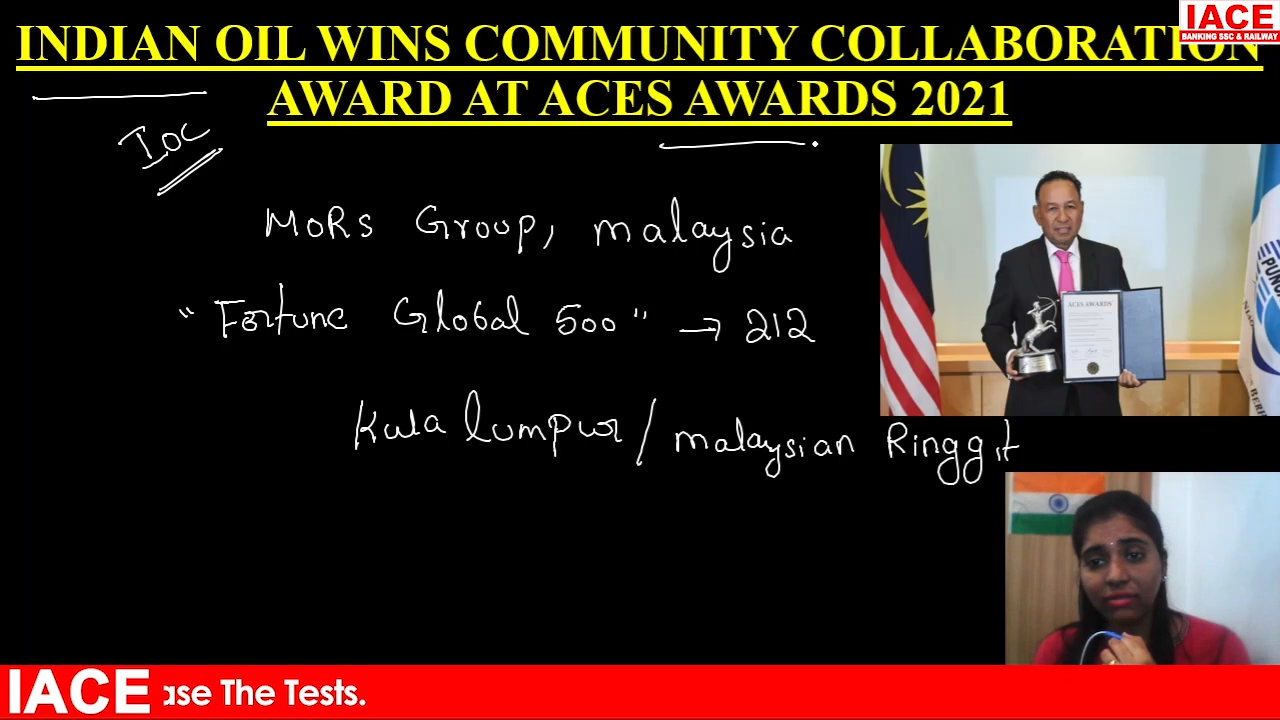 INDIAN OIL WINS COMMUNITY COLLABORATION
AWARD AT ACES AWARDS 2021
IACE
BANKING SSC & RAILWAY
IOC
MORS Group, malaysia
"Fortune Global 500" → 212
Kula lumpur / malaysian Ringgit
ACES AWARDS
IACE
ase The Tests.